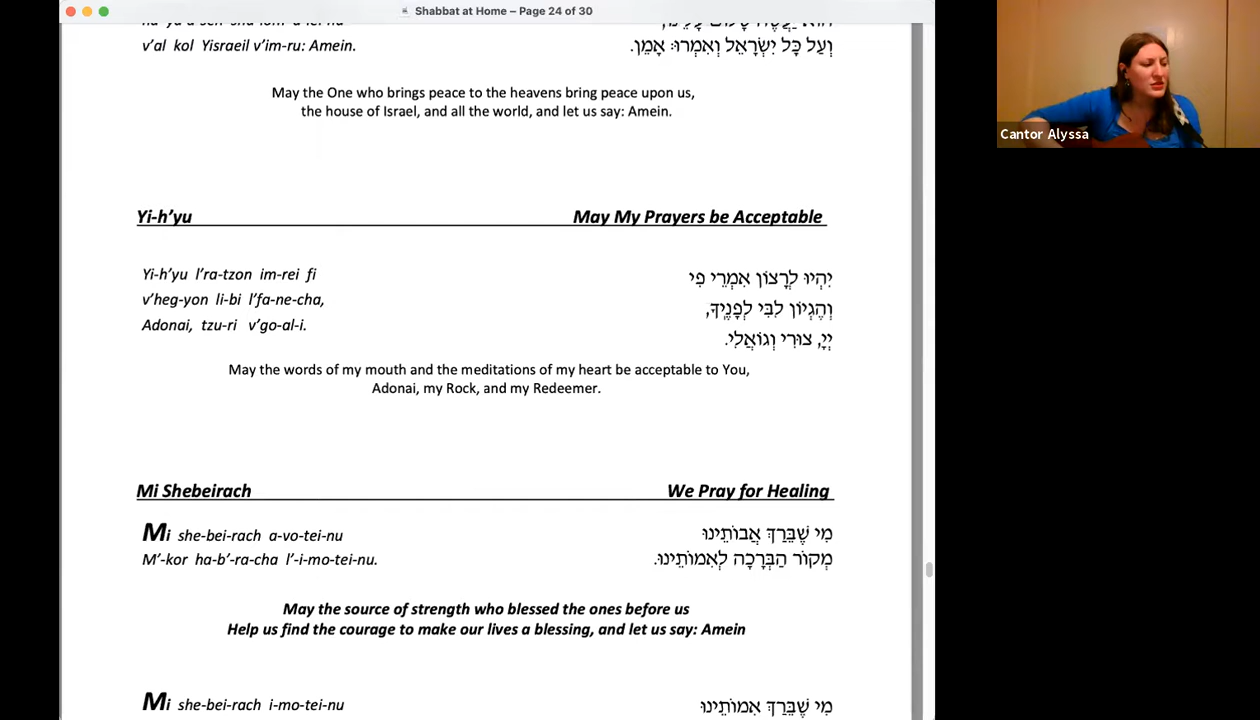 Shabbat at Home – Page 24 of 30
v'al kol Yisraeil v'im-ru: Amein.
וְעַל כָּל יִשְׂרָאֵל וְאִמְרוּ: אָמֵן.
May the One who brings peace to the heavens bring peace upon us,
the house of Israel, and all the world, and let us say: Amein.
Yi-h'yu May My Prayers be Acceptable
Yi-h'yu l'ra-tzon im-rei fi
v'heg-yon li-bi l'fa-ne-cha,
Adonai, tzu-ri v'go-al-i.
יִהְיוּ לְרָצוֹן אִמְרֵי פִי
וְהֶגְיוֹן לִבִּי לְפָנֶיךָ,
יְיָ, צוּרִי וְגוֹאֲלִי.
May the words of my mouth and the meditations of my heart be acceptable to You,
Adonai, my Rock, and my Redeemer.
Mi Shebeirach We Pray for Healing
Mi she-bei-rach a-vo-tei-nu
M'-kor ha-b'-ra-cha l'-i-mo-tei-nu.
מִי שֶׁבֵּרַךְ אֲבוֹתֵינוּ
מְקוֹר הַבְּרָכָה לְאִמּוֹתֵינוּ.
May the source of strength who blessed the ones before us
Help us find the courage to make our lives a blessing, and let us say: Amein
Mi she-bei-rach i-mo-tei-nu
מִי שֶׁבֵּרַךְ אִמוֹתֵינוּ
Cantor Alyssa